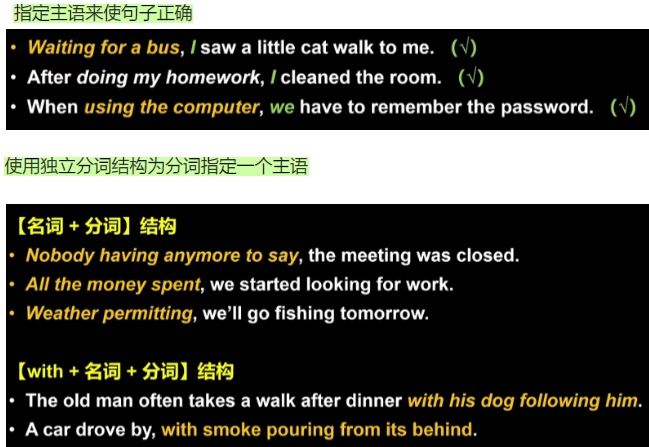 指定主语来使句子正确
• Waiting for a bus, I saw a little cat walk to me. (√)
• After doing my homework, I cleaned the room. (√)
• When using the computer, we have to remember the password. (√)
使用独立分词结构为分词指定一个主语
【名词 + 分词】结构
• Nobody having anymore to say, the meeting was closed.
• All the money spent, we started looking for work.
• Weather permitting, we’ll go fishing tomorrow.
【with + 名词 + 分词】结构
• The old man often takes a walk after dinner with his dog following him.
• A car drove by, with smoke pouring from its behind.